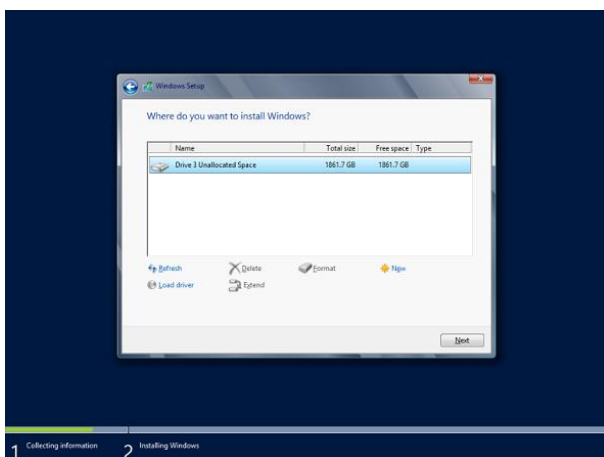 Windows Setup
Where do you want to install Windows?
Name Total size Free space Type
Drive 3 Unallocated Space 1861.7 GB 1861.7 GB
Refresh Delete Format New
Load driver Extend
Next
1 Collecting information 2 Installing Windows